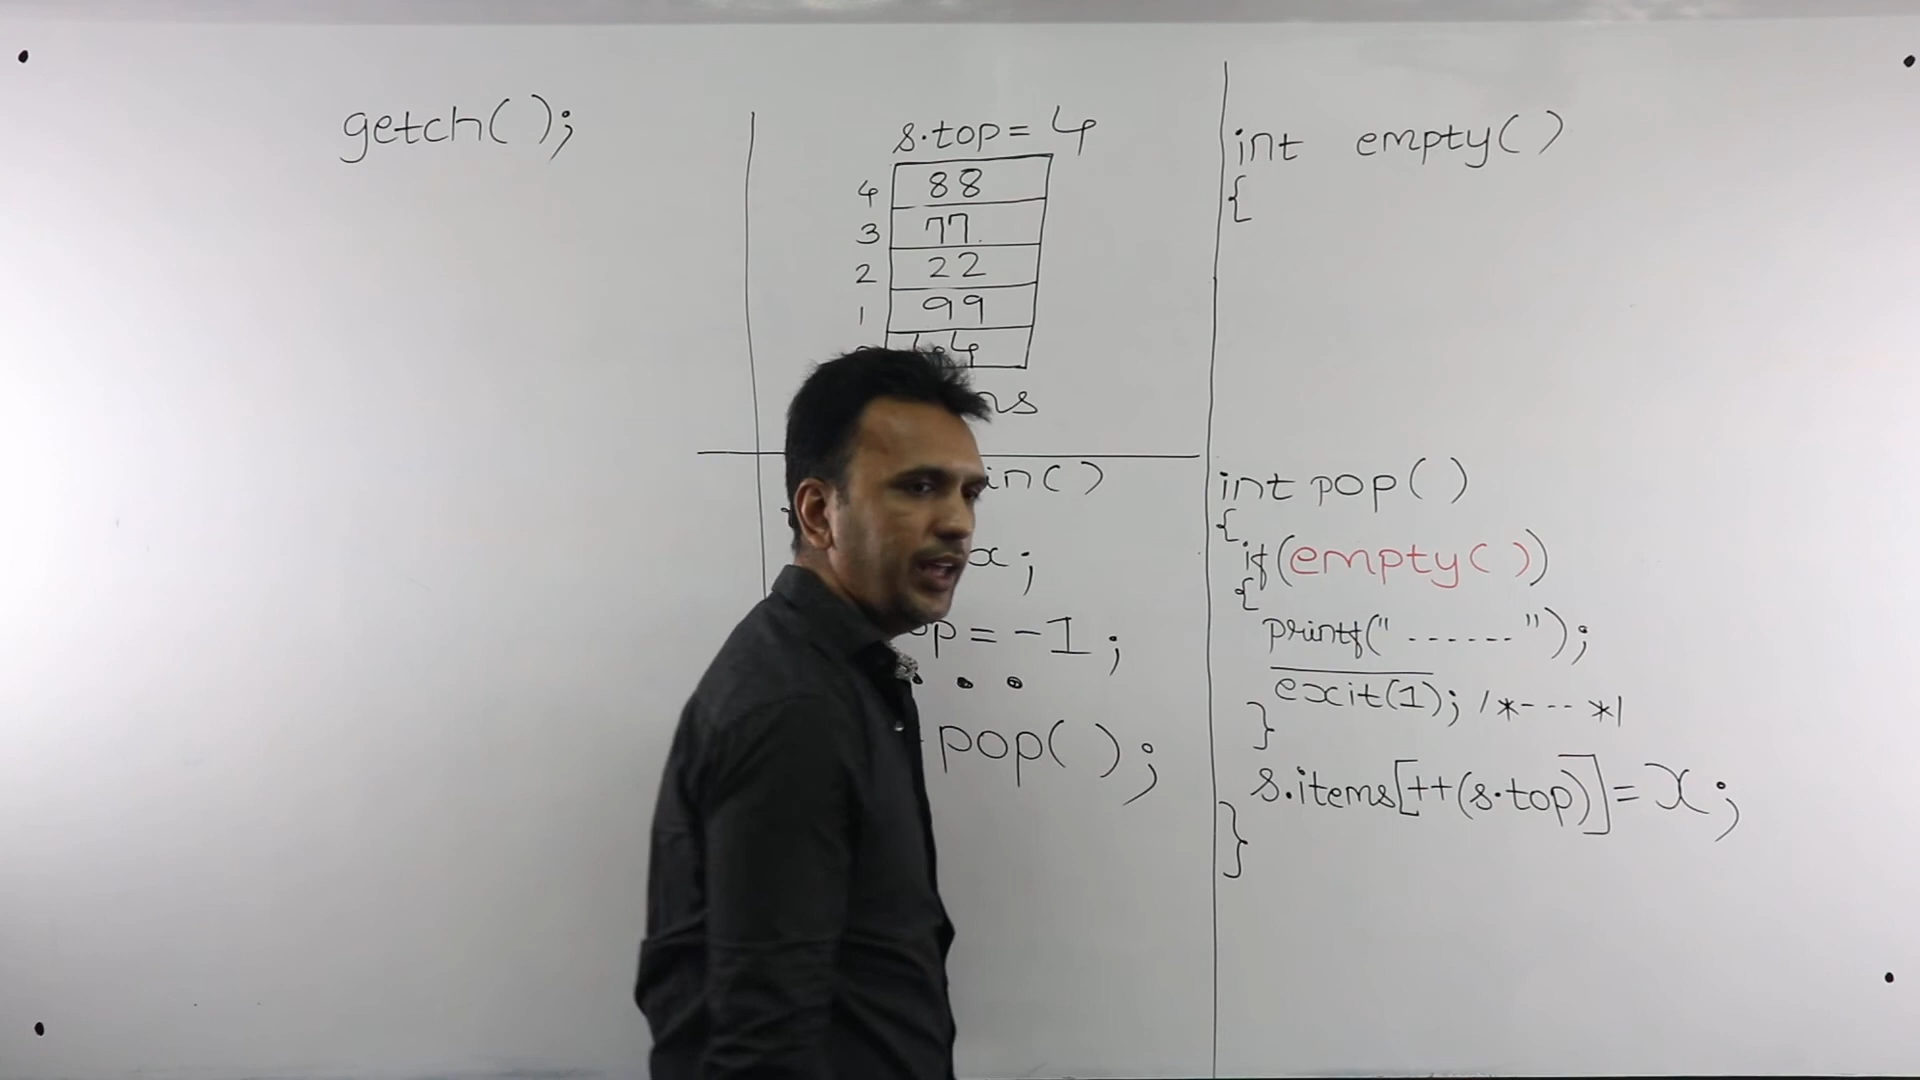 getch();
s.top= 4
4 88
3 77
2 22
1 99
44
int empty()
{
x;
= -1;
pop();
int pop()
{
if(empty())
{
printf(" ------ ");
exit(1); /*--- */
}
s.items[++(s.top)]=x;
}